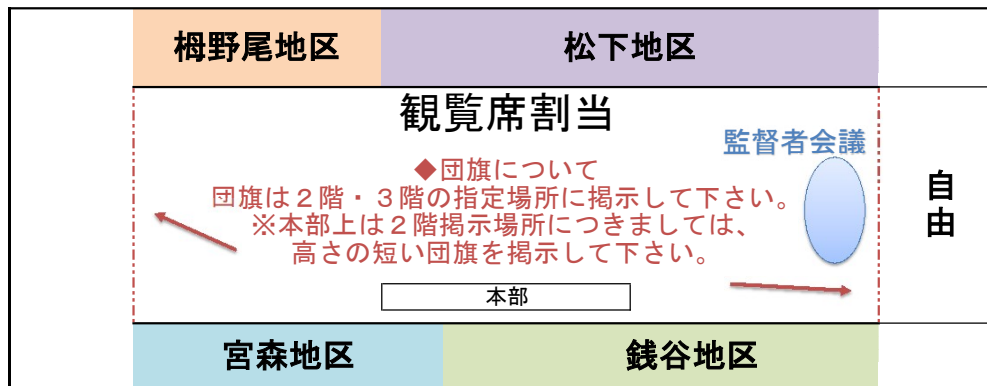 栂野尾地区
松下地区
観覧席割当
監督者会議
◆団旗について
団旗は２階・３階の指定場所に掲示して下さい。
※本部上は２階掲示場所につきましては、
高さの短い団旗を掲示して下さい。
自由
本部
宮森地区
銭谷地区